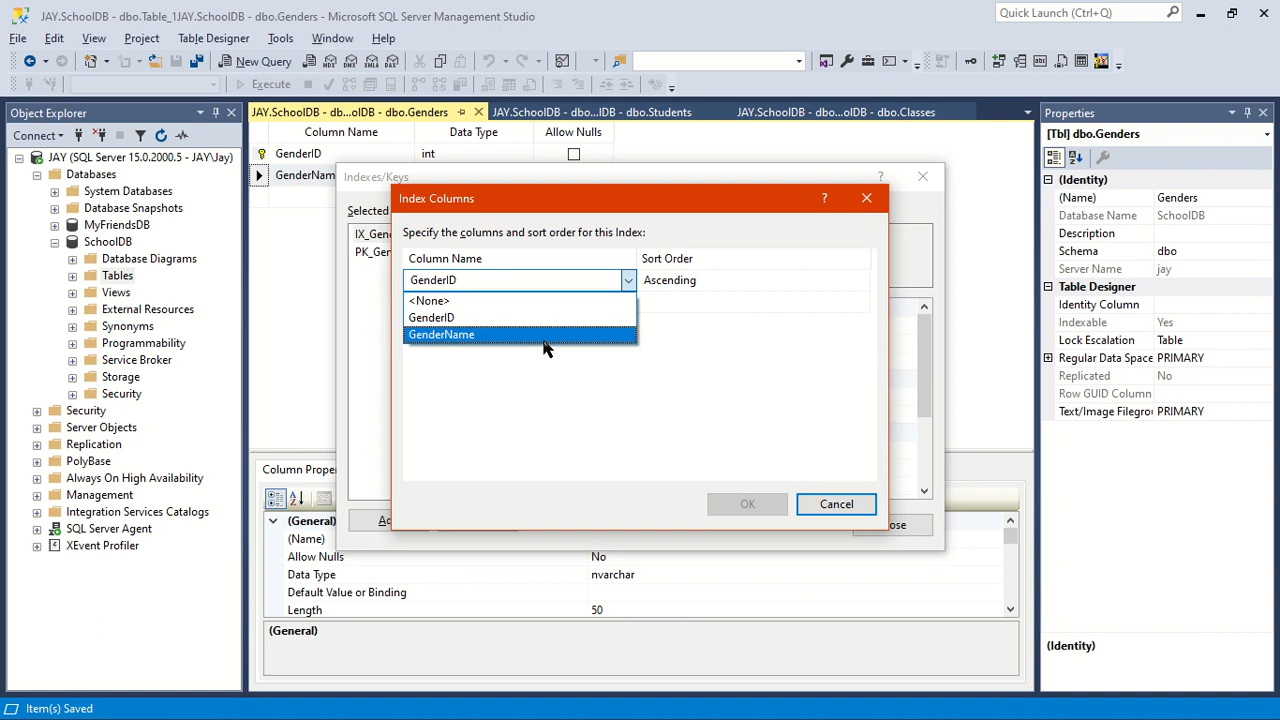 JAY.SchoolDB - dbo.Table_1JAY.SchoolDB - dbo.Genders - Microsoft SQL Server Management Studio
Quick Launch (Ctrl+Q)
File Edit View Project Table Designer Tools Window Help
New Query
Execute
Object Explorer
Connect
JAY (SQL Server 15.0.2000.5 - JAY\Jay)
Databases
System Databases
Database Snapshots
MyFriendsDB
SchoolDB
Database Diagrams
Tables
Views
External Resources
Synonyms
Programmability
Service Broker
Storage
Security
Security
Server Objects
Replication
PolyBase
Always On High Availability
Management
Integration Services Catalogs
SQL Server Agent
XEvent Profiler
JAY.SchoolDB - db...oIDB - dbo.Genders
JAY.SchoolDB - dbo....oIDB - dbo.Students
JAY.SchoolDB - dbo...oIDB - dbo.Classes
Column Name Data Type Allow Nulls
GenderID int
GenderNam
Indexes/Keys
?
Selected
IX_Gen
PK_Gen
Index Columns
?
Specify the columns and sort order for this Index:
Column Name Sort Order
GenderID Ascending
<None>
GenderID
GenderName
OK Cancel
Column Proper
(General)
(Name)
Allow Nulls No
Data Type nvarchar
Default Value or Binding
Length 50
(General)
Properties
[Tbl] dbo.Genders
(Identity)
(Name) Genders
Database Name SchoolDB
Description
Schema dbo
Server Name jay
Table Designer
Identity Column
Indexable Yes
Lock Escalation Table
Regular Data Space PRIMARY
Replicated No
Row GUID Column
Text/Image Filegrou PRIMARY
(Identity)
Item(s) Saved